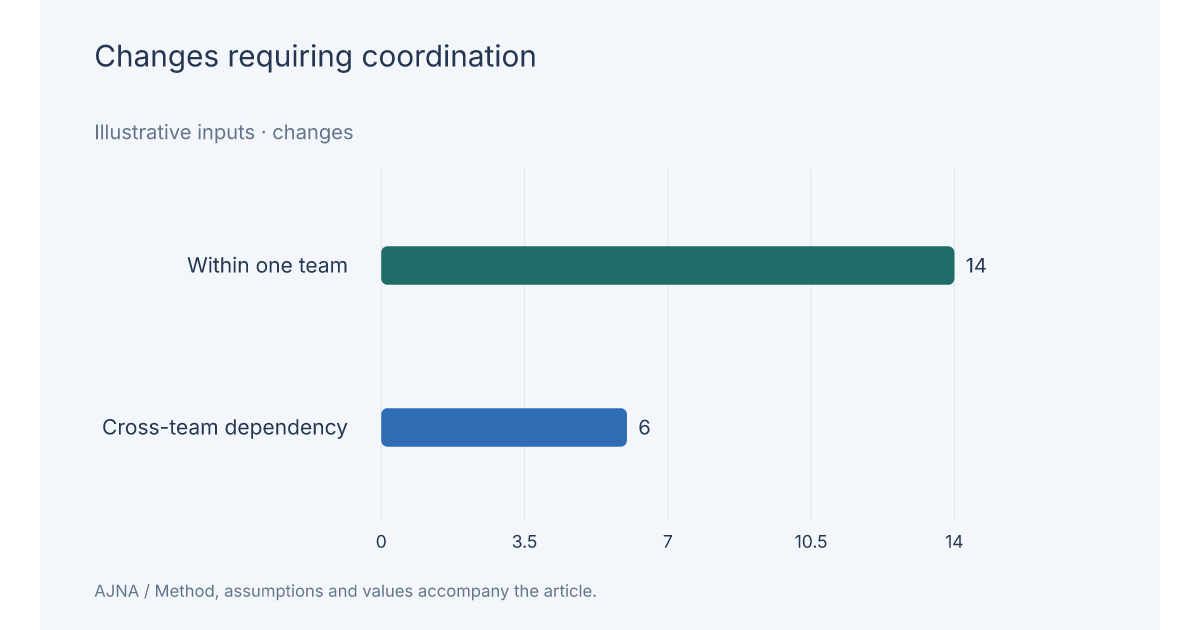 Changes requiring coordination
Illustrative inputs · changes
Within one team
14
Cross-team dependency
6
0
3.5
7
10.5
14
AJNA / Method, assumptions and values accompany the article.